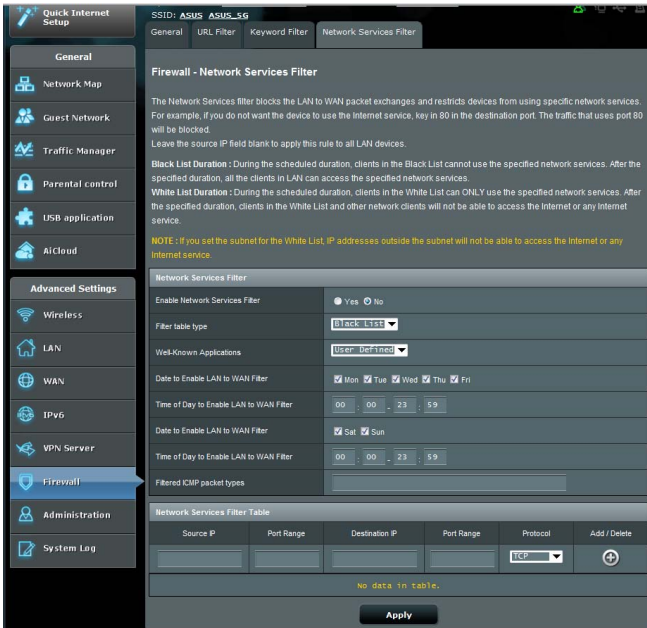 Quick Internet
Setup
SSID: ASUS ASUS_5G
General
URL Filter
Keyword Filter
Network Services Filter
General
Network Map
Guest Network
Traffic Manager
Parental control
USB application
AiCloud
Advanced Settings
Wireless
LAN
WAN
IPv6
VPN Server
Firewall
Administration
System Log
Firewall - Network Services Filter
The Network Services filter blocks the LAN to WAN packet exchanges and restricts devices from using specific network services.
For example, if you do not want the device to use the Internet service, key in 80 in the destination port. The traffic that uses port 80
will be blocked.
Leave the source IP field blank to apply this rule to all LAN devices.
Black List Duration : During the scheduled duration, clients in the Black List cannot use the specified network services. After the
specified duration, all the clients in LAN can access the specified network services.
White List Duration : During the scheduled duration, clients in the White List can ONLY use the specified network services. After
the specified duration, clients in the White List and other network clients will not be able to access the Internet or any Internet
service.
NOTE : If you set the subnet for the White List, IP addresses outside the subnet will not be able to access the Internet or any
Internet service.
Network Services Filter
Enable Network Services Filter Yes No
Filter table type Black List
Well-Known Applications User Defined
Date to Enable LAN to WAN Filter Mon Tue Wed Thu Fri
Time of Day to Enable LAN to WAN Filter 00 : 00 - 23 : 59
Date to Enable LAN to WAN Filter Sat Sun
Time of Day to Enable LAN to WAN Filter 00 : 00 - 23 : 59
Filtered ICMP packet types
Network Services Filter Table
Source IP Port Range Destination IP Port Range Protocol Add / Delete
TCP
No data in table.
Apply